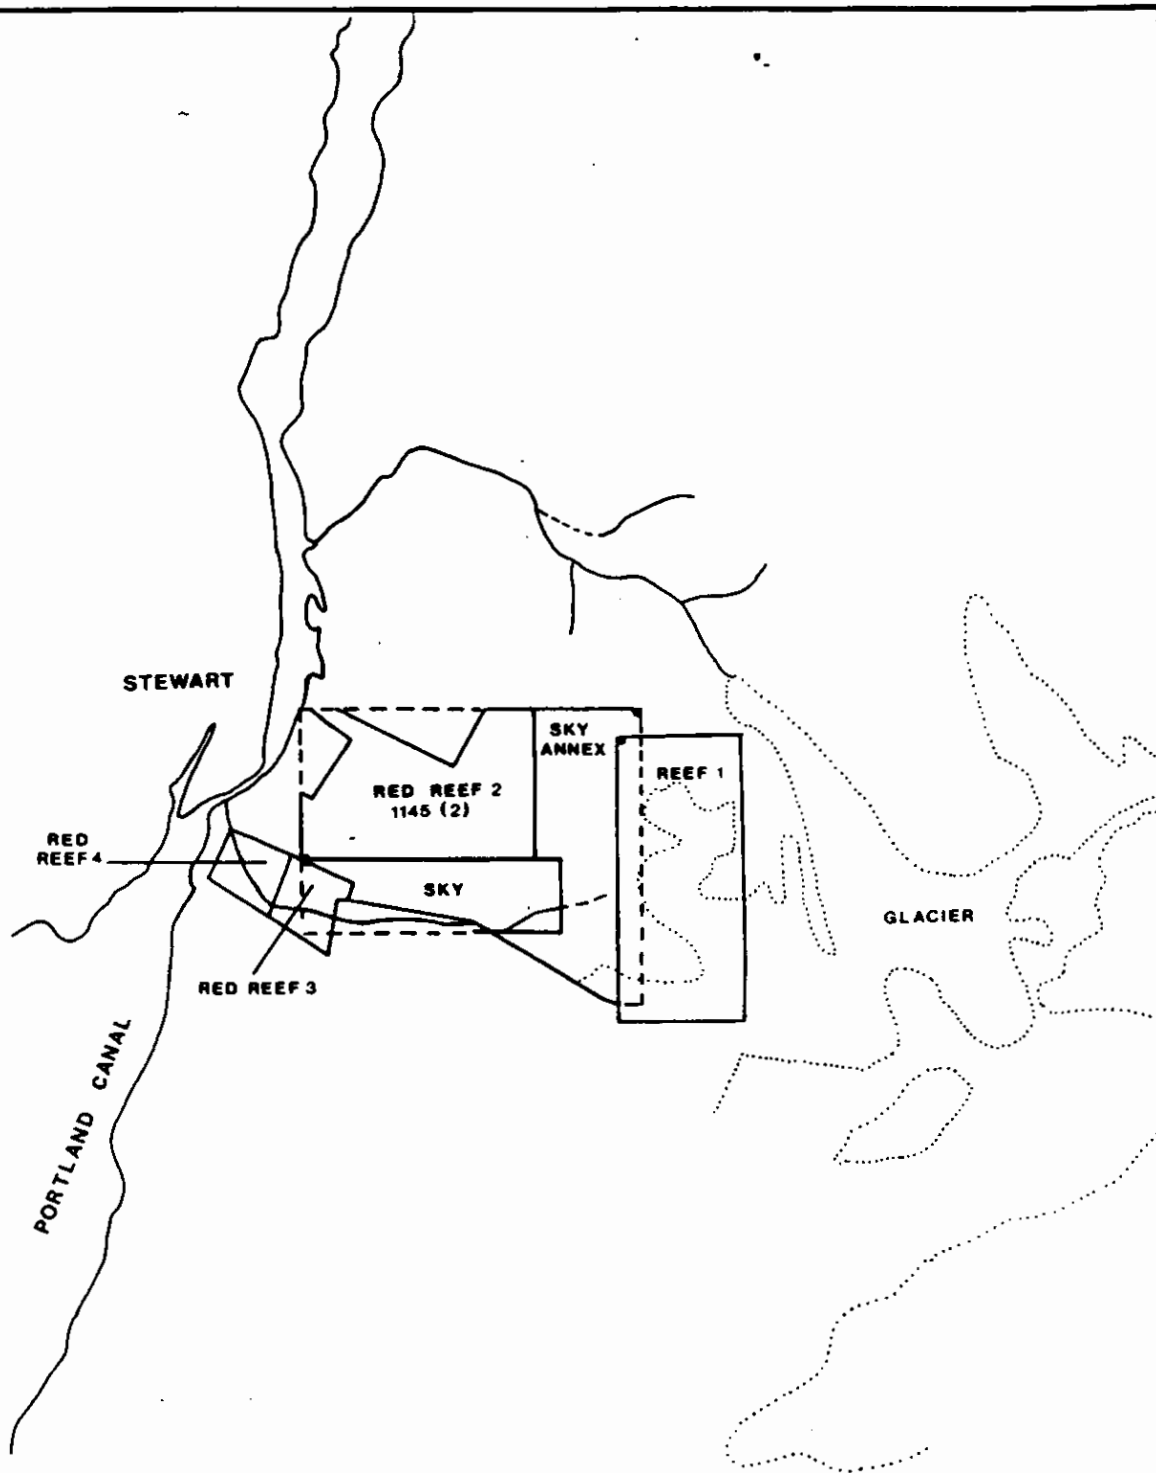 STEWART
SKY
ANNEX
REEF 1
RED REEF 2
1145 (2)
RED
REEF 4
SKY
GLACIER
RED REEF 3
PORTLAND CANAL